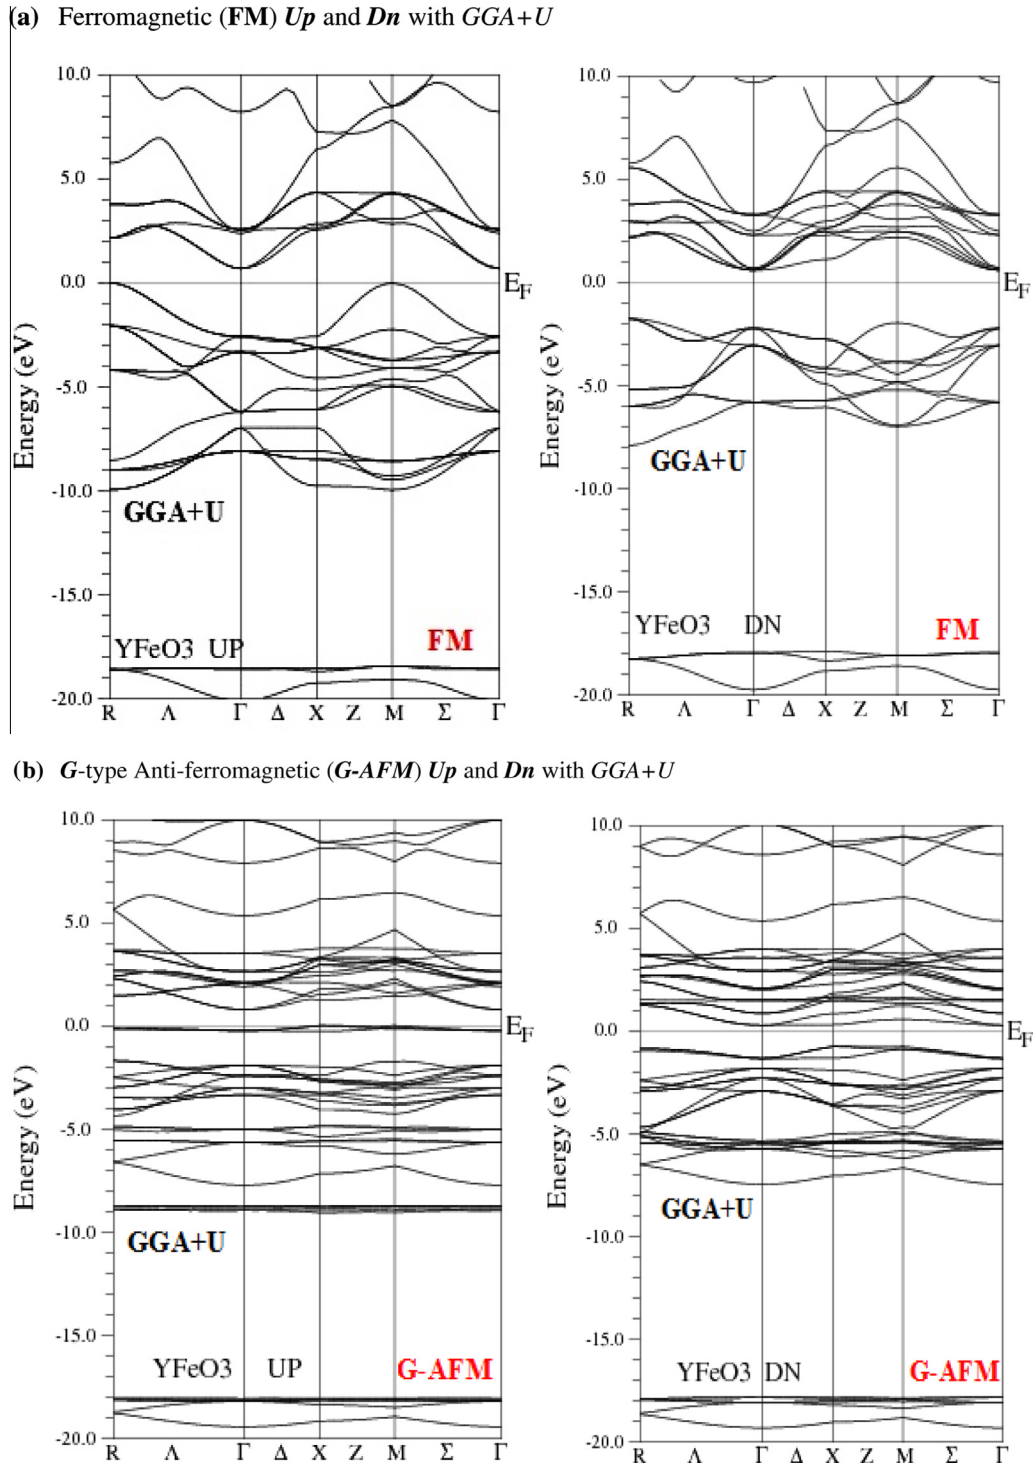 (a) Ferromagnetic (FM) Up and Dn with GGA+U
10.0
5.0
0.0
-5.0
-10.0
-15.0
-20.0
Energy (eV)
E_F
GGA+U
YFeO3 UP
FM
R Λ Γ Δ X Z M Σ Γ
10.0
5.0
0.0
-5.0
-10.0
-15.0
-20.0
Energy (eV)
E_F
GGA+U
YFeO3 DN
FM
R Λ Γ Δ X Z M Σ Γ
(b) G-type Anti-ferromagnetic (G-AFM) Up and Dn with GGA+U
10.0
5.0
0.0
-5.0
-10.0
-15.0
-20.0
Energy (eV)
E_F
GGA+U
YFeO3 UP
G-AFM
R Λ Γ Δ X Z M Σ Γ
10.0
5.0
0.0
-5.0
-10.0
-15.0
-20.0
Energy (eV)
E_F
GGA+U
YFeO3 DN
G-AFM
R Λ Γ Δ X Z M Σ Γ